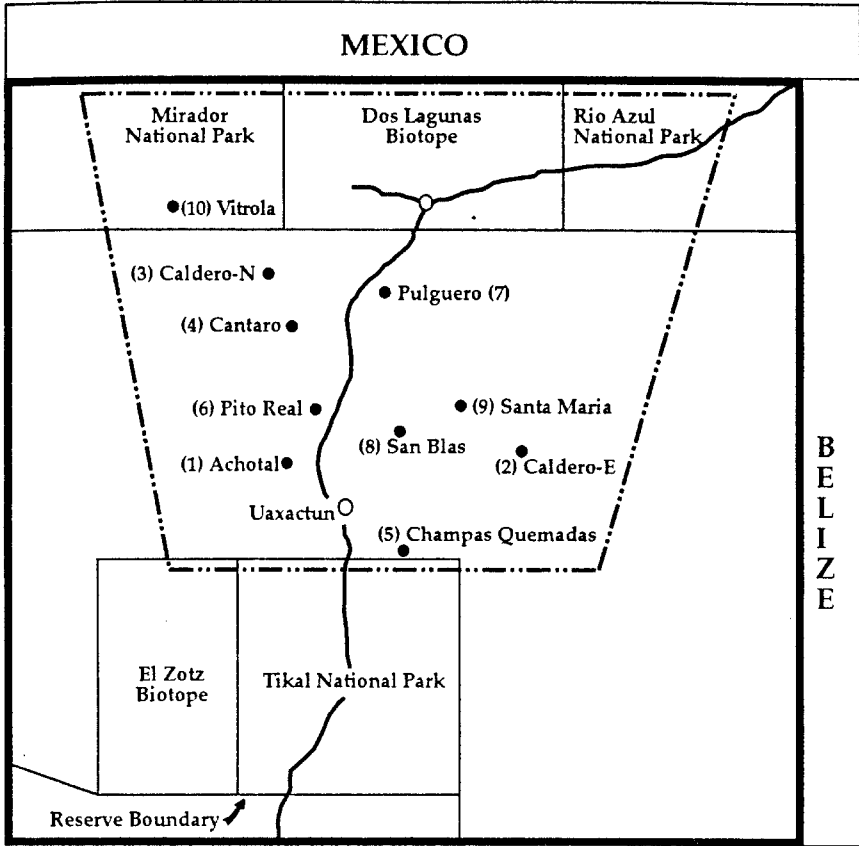 MEXICO
Mirador
National Park
Dos Lagunas
Biotope
Rio Azul
National Park
(10) Vitrola
(3) Caldero-N
Pulguero (7)
(4) Cantaro
(6) Pito Real
(9) Santa Maria
(8) San Blas
(1) Achotal
(2) Caldero-E
Uaxactun
(5) Champas Quemadas
BELIZE
El Zotz
Biotope
Tikal National Park
Reserve Boundary